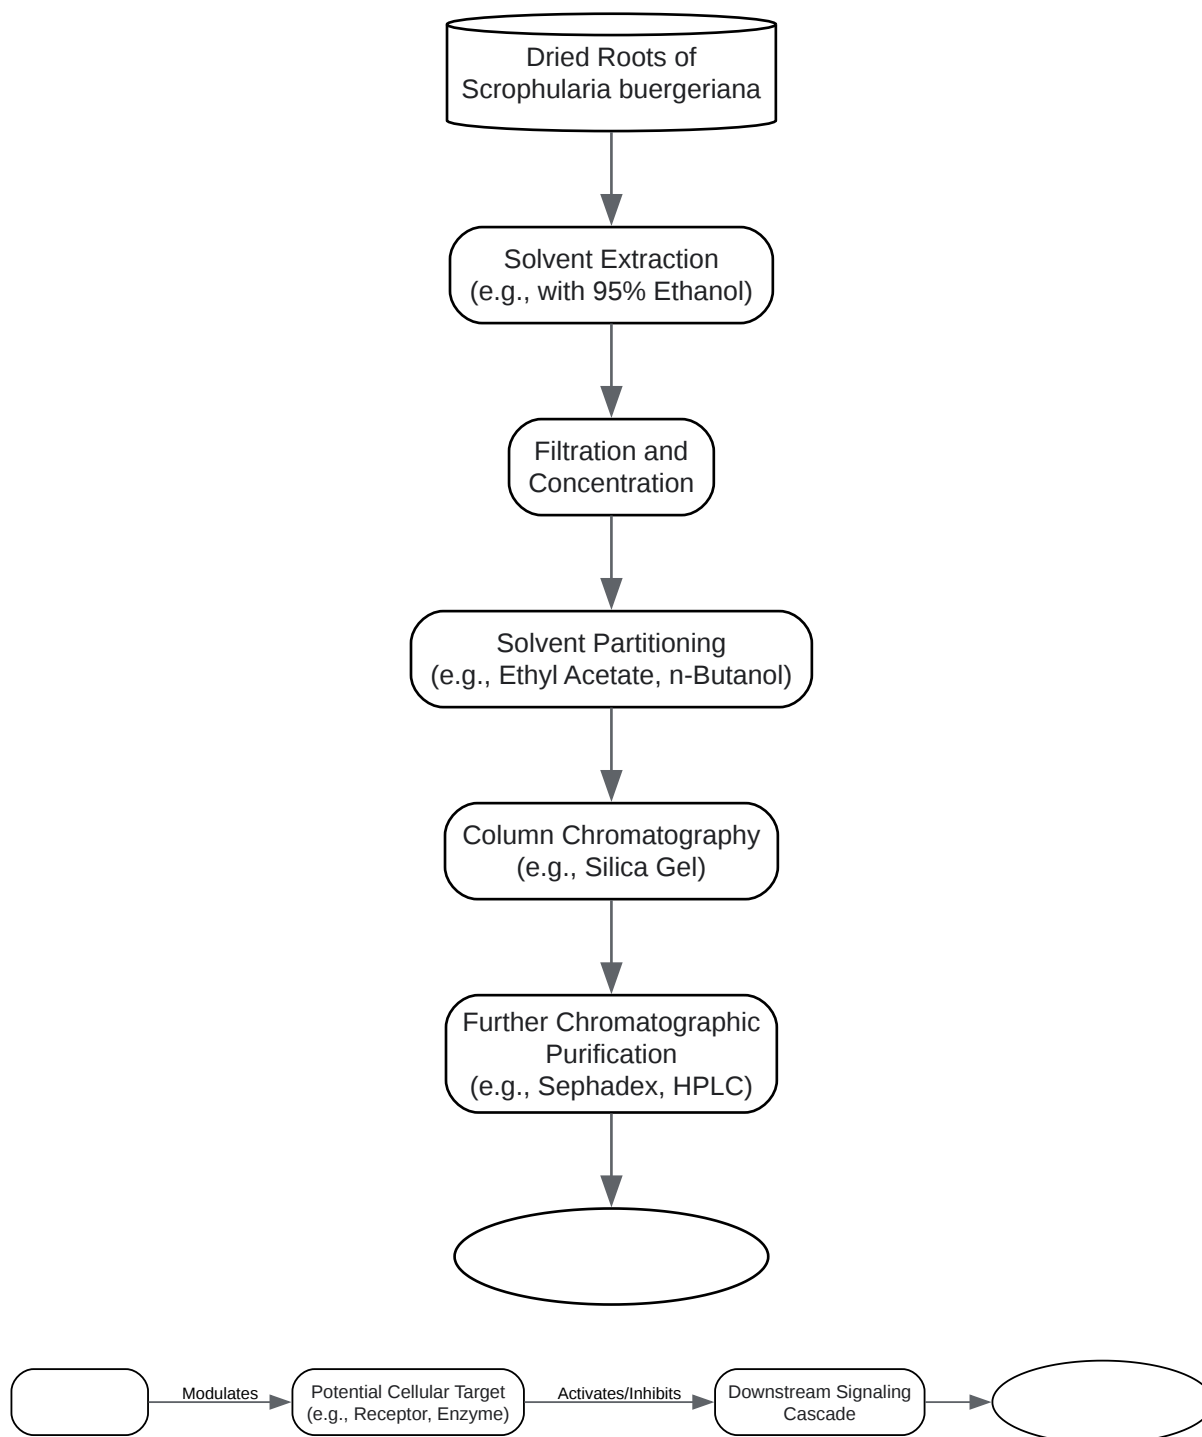 Dried Roots of
Scrophularia buergeriana
Solvent Extraction
(e.g., with 95% Ethanol)
Filtration and
Concentration
Solvent Partitioning
(e.g., Ethyl Acetate, n-Butanol)
Column Chromatography
(e.g., Silica Gel)
Further Chromatographic
Purification
(e.g., Sephadex, HPLC)
Modulates
Potential Cellular Target
(e.g., Receptor, Enzyme)
Activates/Inhibits
Downstream Signaling
Cascade